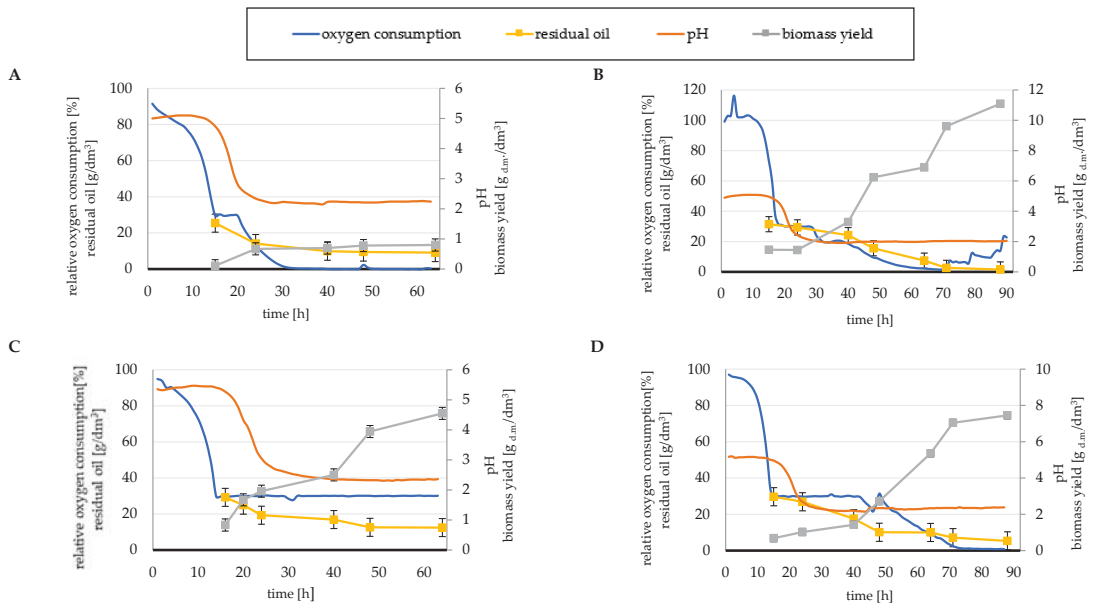 oxygen consumption residual oil pH biomass yield
A
relative oxygen consumption [%]
residual oil [g/dm³]
100
80
60
40
20
0
6
5
4
3
2
1
0
pH
biomass yield [g d.m./dm³]
0 10 20 30 40 50 60
time [h]
B
relative oxygen consumption [%]
residual oil [g/dm³]
120
100
80
60
40
20
0
12
10
8
6
4
2
0
pH
biomass yield [g d.m./dm³]
0 10 20 30 40 50 60 70 80 90
time [h]
C
relative oxygen consumption[%]
residual oil [g/dm³]
100
80
60
40
20
0
6
5
4
3
2
1
0
pH
biomass yield [g d.m./dm³]
0 10 20 30 40 50 60
time [h]
D
relative oxygen consumption[%]
residual oil [g/dm³]
100
80
60
40
20
0
10
8
6
4
2
0
pH
biomass yield [g d.m./dm³]
0 10 20 30 40 50 60 70 80 90
time [h]